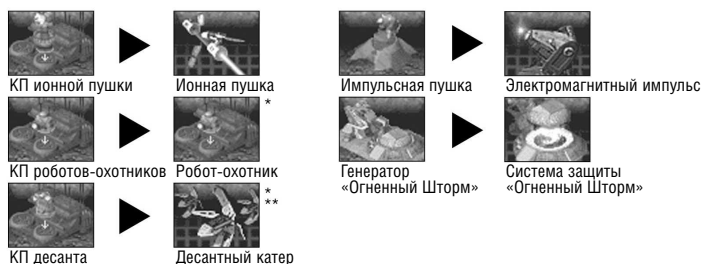 КП ионной пушки
Ионная пушка
Импульсная пушка
Электромагнитный импульс
*
КП роботов-охотников
Робот-охотник
Генератор
«Огненный Шторм»
Система защиты
«Огненный Шторм»
*
**
КП десанта
Десантный катер